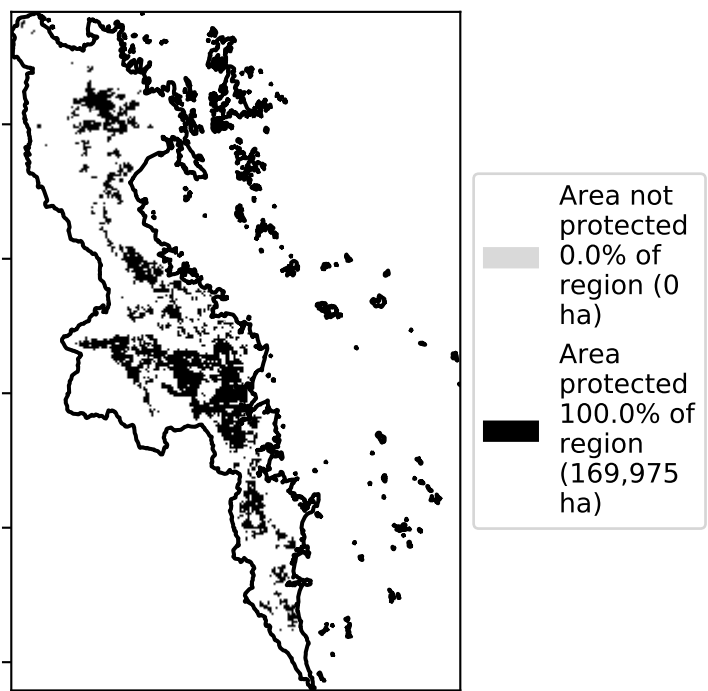 Area not
protected
0.0% of
region (0
ha)
Area
protected
100.0% of
region
(169,975
ha)